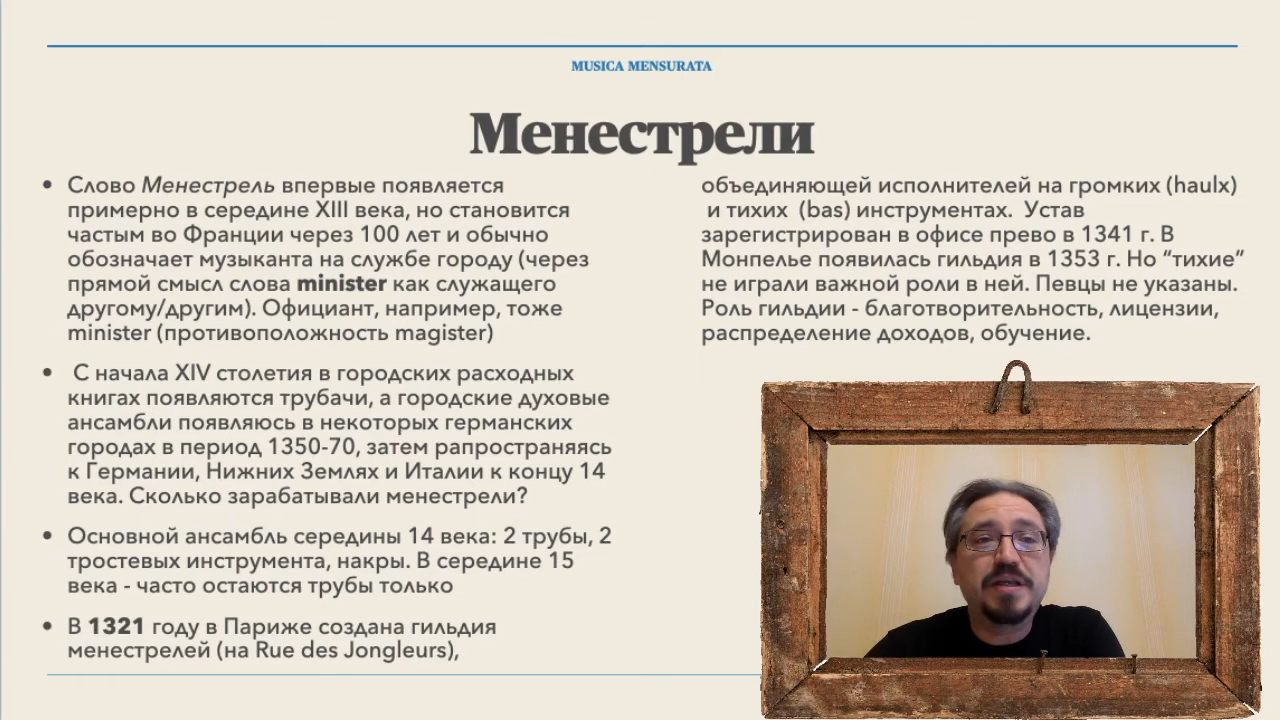 MUSICA MENSURATA
Менестрели
• Слово Менестрель впервые появляется
примерно в середине XIII века, но становится
частым во Франции через 100 лет и обычно
обозначает музыканта на службе городу (через
прямой смысл слова minister как служащего
другому/другим). Официант, например, тоже
minister (противоположность magister)
• С начала XIV столетия в городских расходных
книгах появляются трубачи, а городские духовые
ансамбли появляюсь в некоторых германских
городах в период 1350-70, затем рапространяясь
к Германии, Нижних Землях и Италии к концу 14
века. Сколько зарабатывали менестрели?
• Основной ансамбль середины 14 века: 2 трубы, 2
тростевых инструмента, накры. В середине 15
века - часто остаются трубы только
• В 1321 году в Париже создана гильдия
менестрелей (на Rue des Jongleurs),
объединяющей исполнителей на громких (haulx)
и тихих (bas) инструментах. Устав
зарегистрирован в офисе прево в 1341 г. В
Монпелье появилась гильдия в 1353 г. Но “тихие”
не играли важной роли в ней. Певцы не указаны.
Роль гильдии - благотворительность, лицензии,
распределение доходов, обучение.